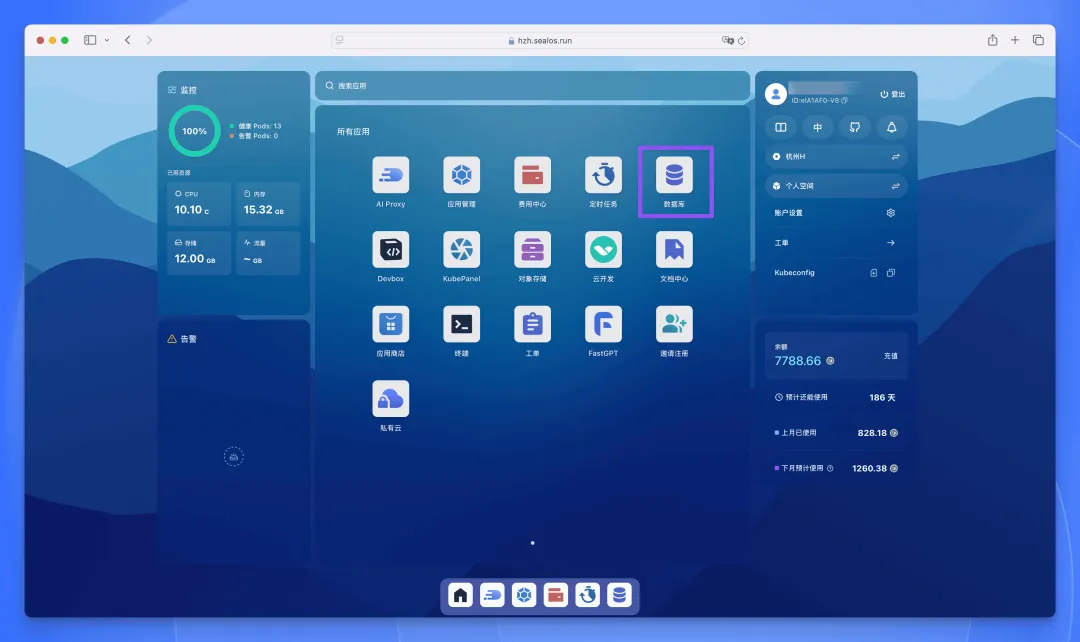 hzh.sealos.run
监控
100%
健康 Pods: 13
告警 Pods: 0
已用资源
CPU
10.10 C
内存
15.32 GB
存储
12.00 GB
流量
~ GB
告警
搜索应用
所有应用
AI Proxy
应用管理
费用中心
定时任务
数据库
Devbox
KubePanel
对象存储
云开发
文档中心
应用商店
终端
工单
FastGPT
邀请注册
私有云
ID:eIA1AF0-V8
登出
中
杭州H
个人空间
账户设置
工单
Kubeconfig
余额
7788.66
充值
预计还能使用
186 天
上月已使用
828.18
下月预计使用
1260.38